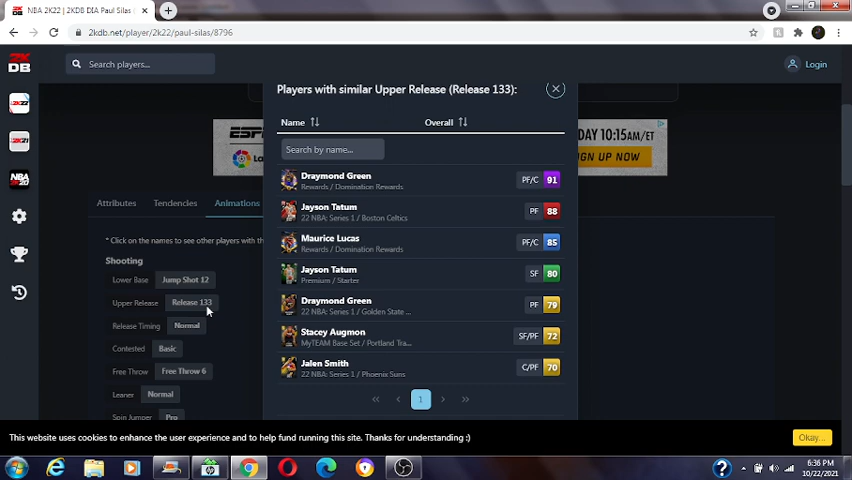 NBA 2K22 | 2KDB DIA Paul Silas (
2kdb.net/player/2k22/paul-silas/8796
2K
DB
Search players...
Login
Players with similar Upper Release (Release 133):
Name
Overall
ESP
La
DAY 10:15AM/ET
SIGN UP NOW
Search by name...
Draymond Green
Rewards / Domination Rewards
PF/C 91
Jayson Tatum
22 NBA: Series 1 / Boston Celtics
PF 88
Maurice Lucas
Rewards / Domination Rewards
PF/C 85
Jayson Tatum
Premium / Starter
SF 80
Draymond Green
22 NBA: Series 1 / Golden State ...
PF 79
Stacey Augmon
MyTEAM Base Set / Portland Tra...
SF/PF 72
Jalen Smith
22 NBA: Series 1 / Phoenix Suns
C/PF 70
« ‹ 1 › »
Attributes Tendencies Animations
* Click on the names to see other players with th
Shooting
Lower Base Jump Shot 12
Upper Release Release 133
Release Timing Normal
Contested Basic
Free Throw Free Throw 6
Leaner Normal
Spin Jumper Pro
This website uses cookies to enhance the user experience and to help fund running this site. Thanks for understanding :)
Okay...
6:36 PM
10/22/2021